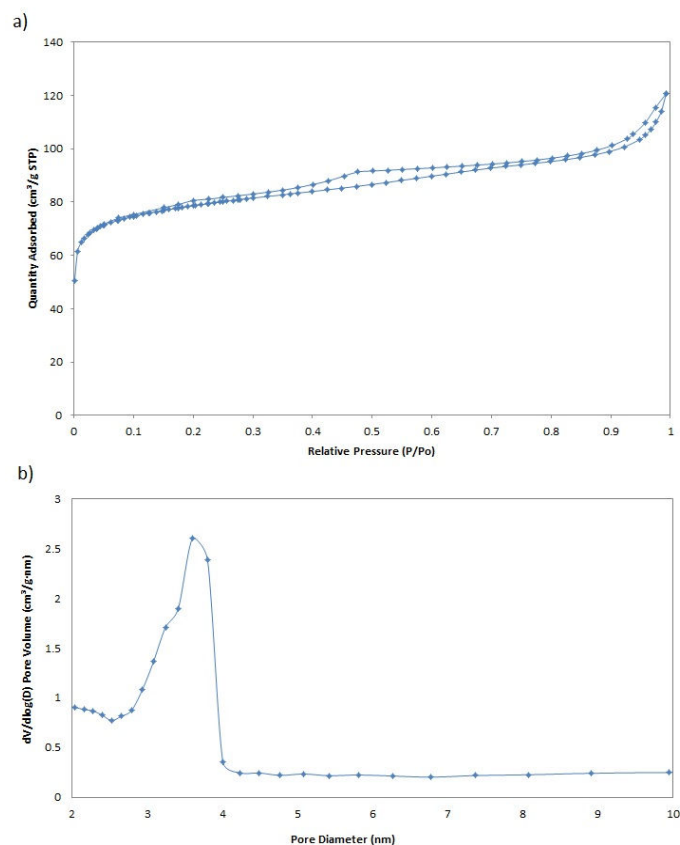 a)
140
120
100
80
60
40
20
0
Quantity Adsorbed (cm³/g STP)
0 0.1 0.2 0.3 0.4 0.5 0.6 0.7 0.8 0.9 1
Relative Pressure (P/Po)
b)
3
2.5
2
1.5
1
0.5
0
dV/dlog(D) Pore Volume (cm³/g·nm)
2 3 4 5 6 7 8 9 10
Pore Diameter (nm)